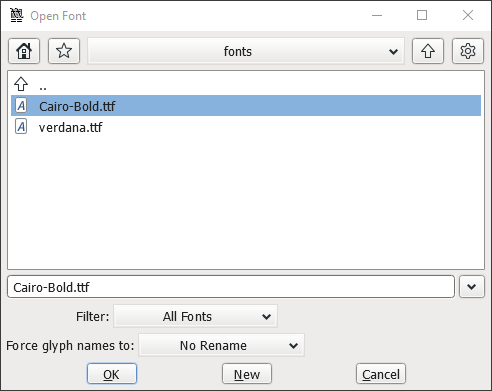 Open Font
fonts
..
Cairo-Bold.ttf
verdana.ttf
Cairo-Bold.ttf
Filter: All Fonts
Force glyph names to: No Rename
OK New Cancel